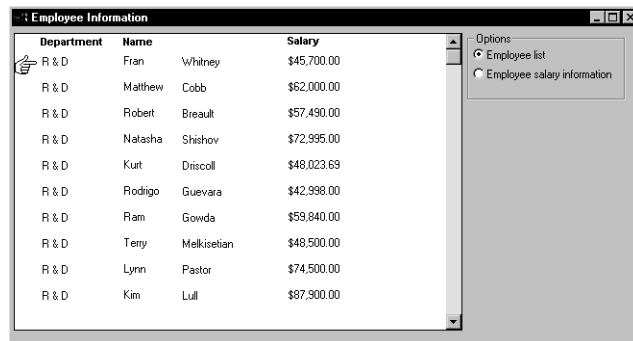 Employee Information
Department Name Salary
R & D Fran Whitney $45,700.00
R & D Matthew Cobb $62,000.00
R & D Robert Breault $57,490.00
R & D Natasha Shishov $72,995.00
R & D Kurt Driscoll $48,023.69
R & D Rodrigo Guevara $42,998.00
R & D Ram Gowda $59,840.00
R & D Terry Melkisetian $48,500.00
R & D Lynn Pastor $74,500.00
R & D Kim Lull $87,900.00
Options
Employee list
Employee salary information